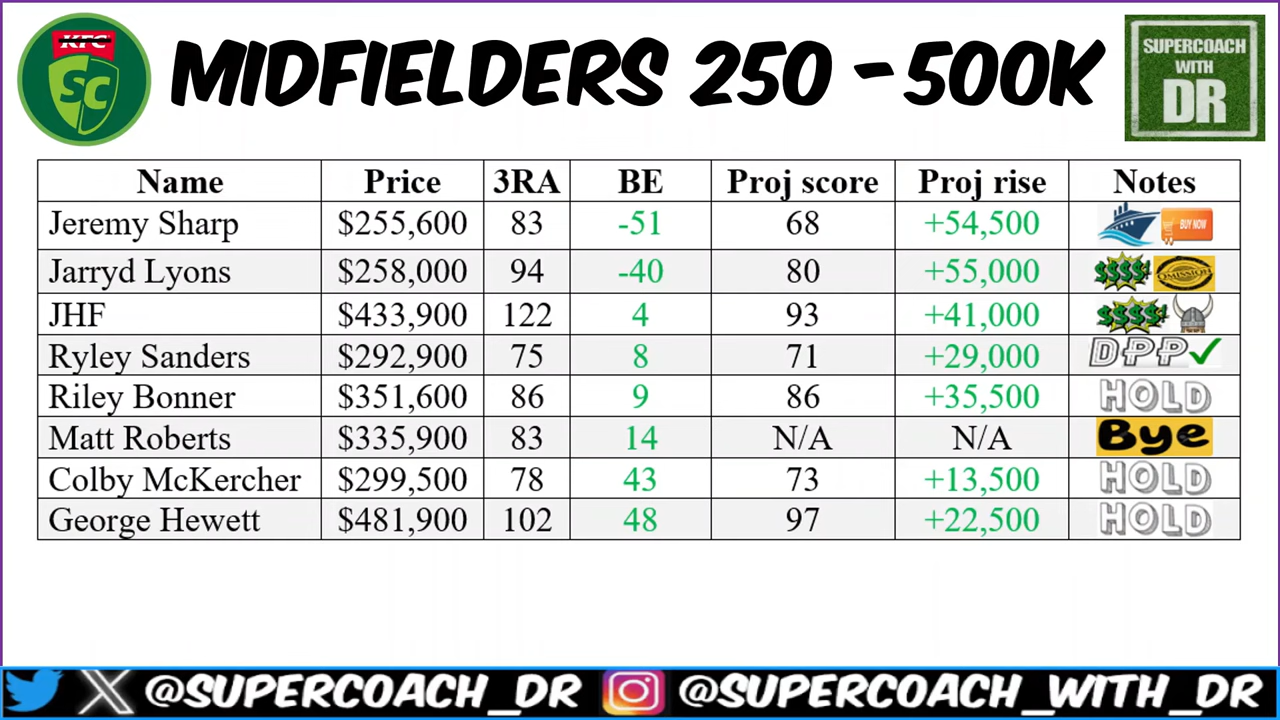 KFC
SC
MIDFIELDERS 250 - 500K
SUPERCOACH
WITH
DR
Name Price 3RA BE Proj score Proj rise Notes
Jeremy Sharp $255,600 83 -51 68 +54,500 BUY NOW
Jarryd Lyons $258,000 94 -40 80 +55,000 $$$$! OMISSION
JHF $433,900 122 4 93 +41,000 $$$$!
Ryley Sanders $292,900 75 8 71 +29,000 DPP
Riley Bonner $351,600 86 9 86 +35,500 HOLD
Matt Roberts $335,900 83 14 N/A N/A Bye
Colby McKercher $299,500 78 43 73 +13,500 HOLD
George Hewett $481,900 102 48 97 +22,500 HOLD
@SUPERCOACH_DR @SUPERCOACH_WITH_DR